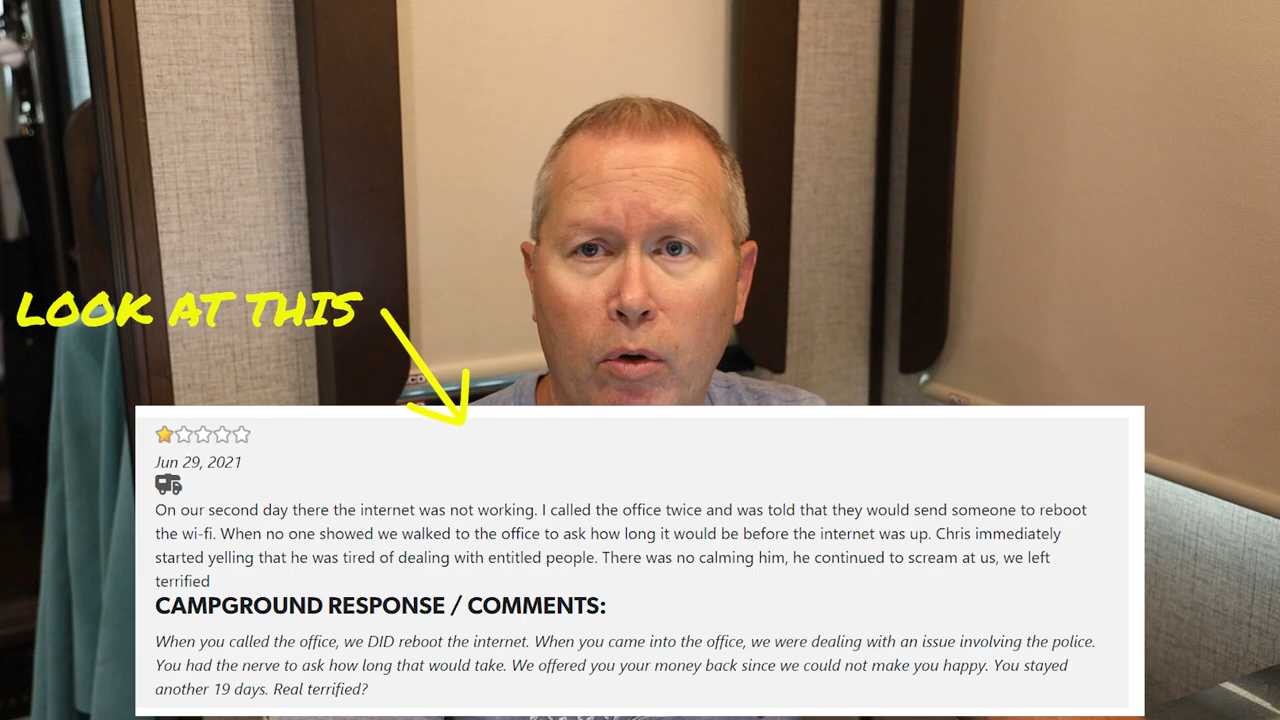 LOOK AT THIS
Jun 29, 2021
On our second day there the internet was not working. I called the office twice and was told that they would send someone to reboot
the wi-fi. When no one showed we walked to the office to ask how long it would be before the internet was up. Chris immediately
started yelling that he was tired of dealing with entitled people. There was no calming him, he continued to scream at us, we left
terrified
CAMPGROUND RESPONSE / COMMENTS:
When you called the office, we DID reboot the internet. When you came into the office, we were dealing with an issue involving the police.
You had the nerve to ask how long that would take. We offered you your money back since we could not make you happy. You stayed
another 19 days. Real terrified?